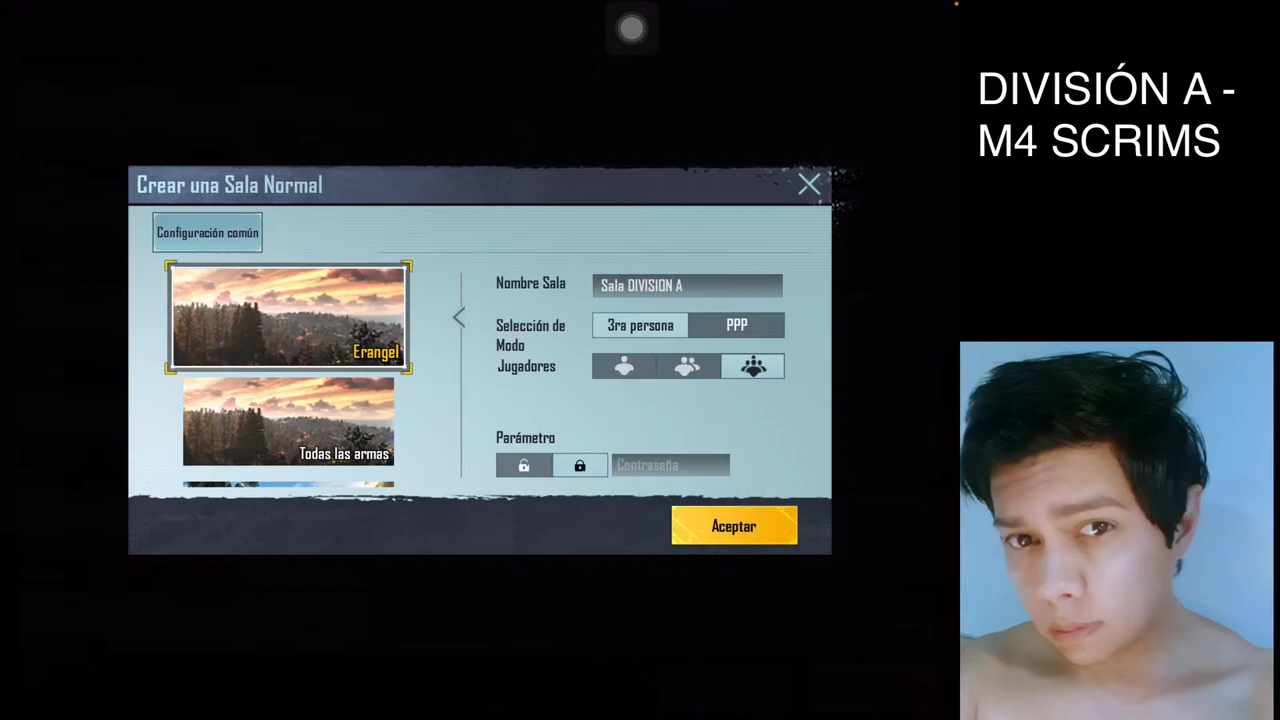 DIVISIÓN A -
M4 SCRIMS
Crear una Sala Normal
Configuración común
Erangel
Todas las armas
Nombre Sala
Sala DIVISION A
Selección de
Modo
3ra persona
PPP
Jugadores
Parámetro
Contraseña
Aceptar